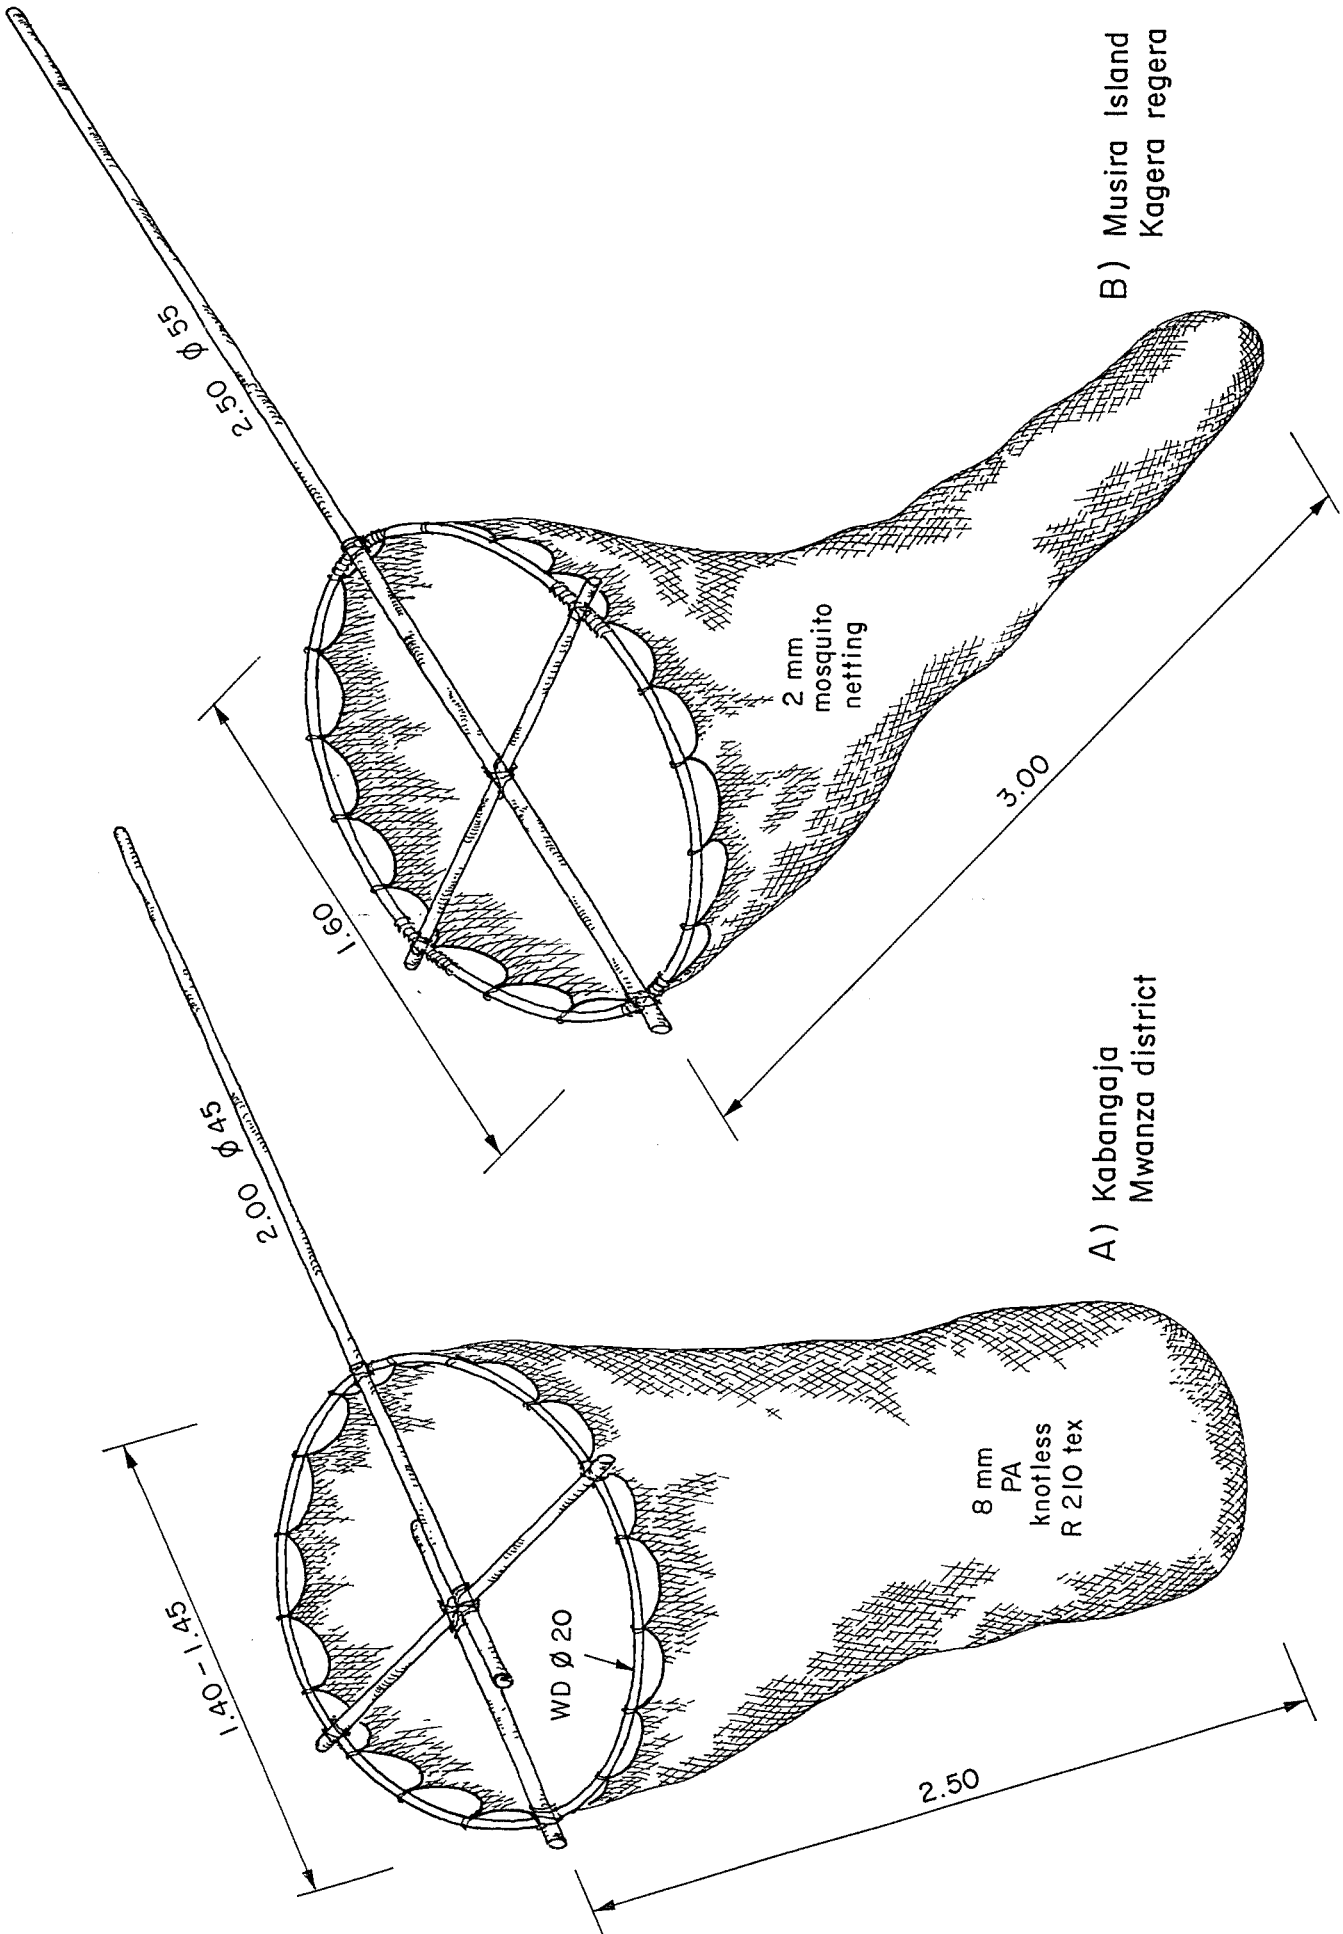 1.40 – 1.45
2.00 Ø 45
WD Ø 20
2.50
8 mm
PA
knotless
R 210 tex
A) Kabangaja
Mwanza district
1.60
2.50 Ø 55
2 mm
mosquito
netting
3.00
B) Musira Island
Kagera regera